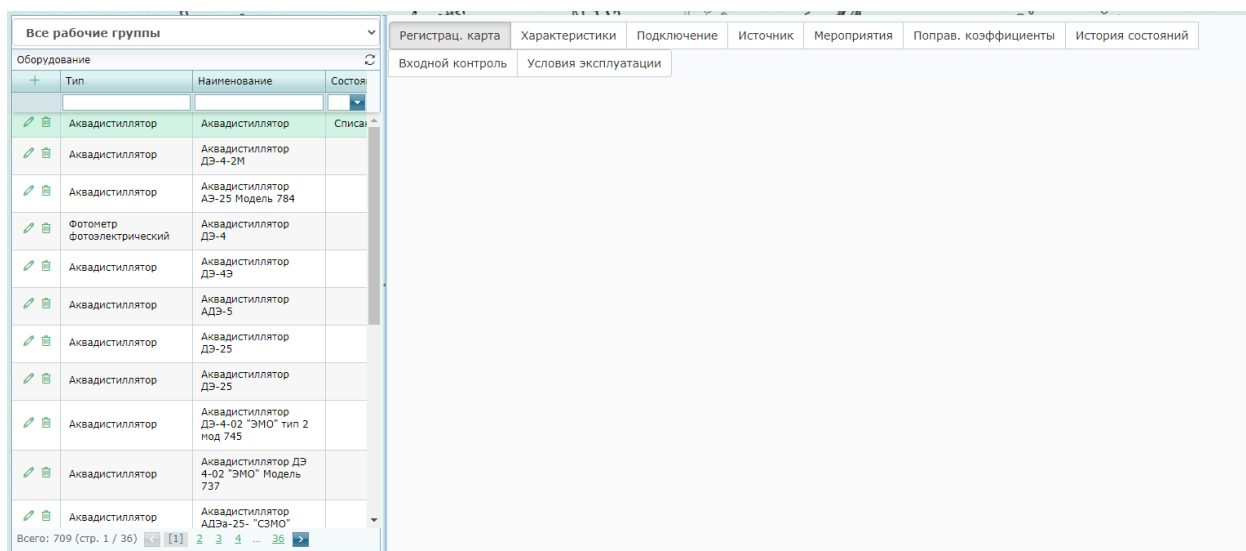 Все рабочие группы
Регистрац. карта Характеристики Подключение Источник Мероприятия Поправ. коэффициенты История состояний
Оборудование
Входной контроль Условия эксплуатации
Тип Наименование
Аквадистиллятор Аквадистиллятор
Аквадистиллятор Аквадистиллятор
ДЭ-4-2М
Аквадистиллятор Аквадистиллятор
АЭ-25 Модель 784
Фотометр
фотоэлектрический
Аквадистиллятор
ДЭ-4
Аквадистиллятор Аквадистиллятор
ДЭ-4Э
Аквадистиллятор Аквадистиллятор
АДЭ-5
Аквадистиллятор Аквадистиллятор
ДЭ-25
Аквадистиллятор Аквадистиллятор
ДЭ-25
Аквадистиллятор Аквадистиллятор
ДЭ-4-02 "ЭМО" тип 2
мод 745
Аквадистиллятор Аквадистиллятор ДЭ
4-02 "ЭМО" Модель
737
Аквадистиллятор Аквадистиллятор
АДЭа-25- "СЗМО"
Всего: 709 (стр. 1 / 36) [1] 2 3 4 ... 36